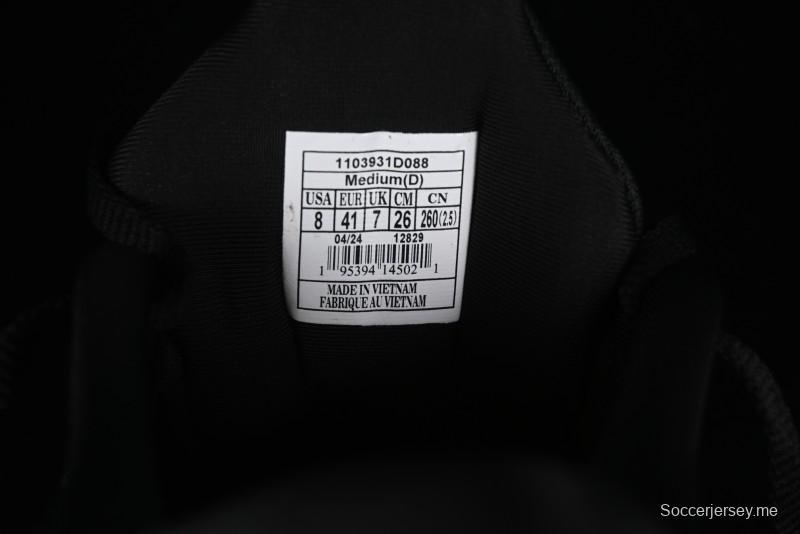 1103931D088
Medium(D)
USA EUR UK CM CN
8 41 7 26 260(2.5)
04/24 12829
1 95394 14502 1
MADE IN VIETNAM
FABRIQUE AU VIETNAM
Soccerjersey.me